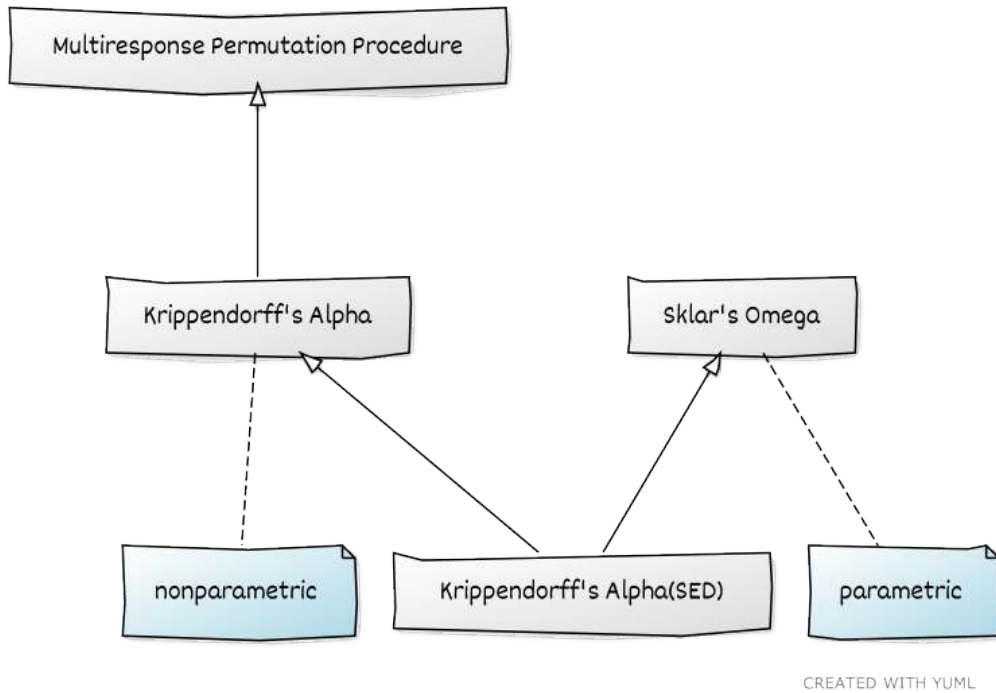 Multiresponse Permutation Procedure
Krippendorff's Alpha
Sklar's Omega
nonparametric
Krippendorff's Alpha(SED)
parametric
CREATED WITH YUML